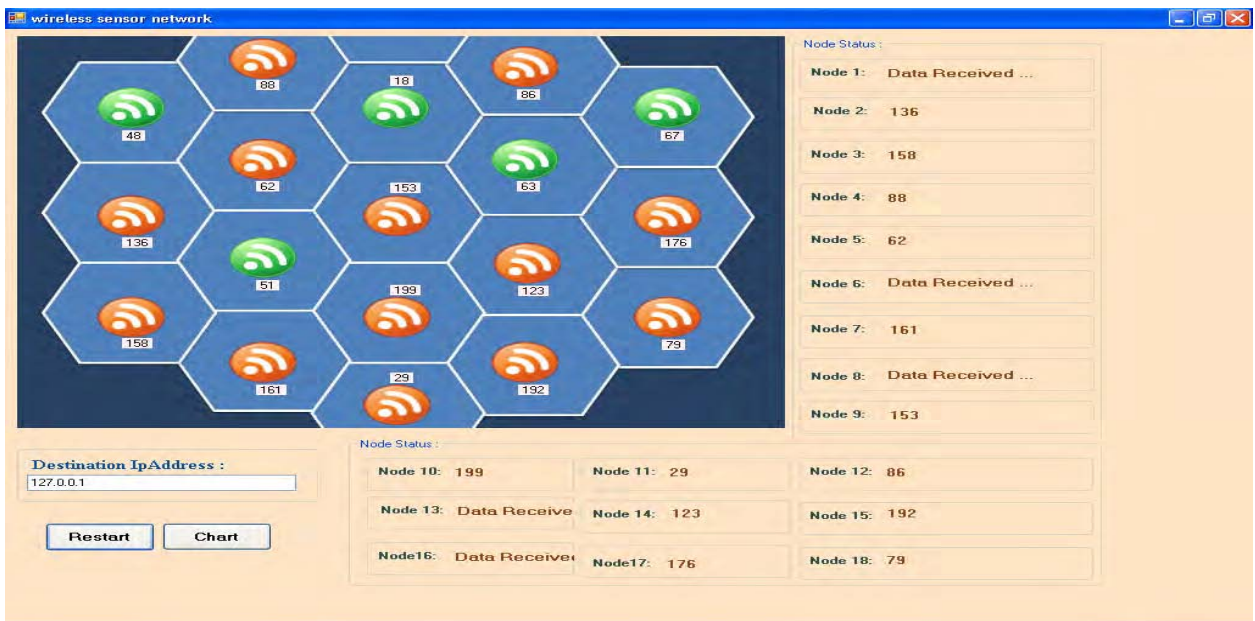 wireless sensor network
88
18
86
48
67
62
153
63
136
176
51
199
123
158
79
161
29
192
Node Status :
Node 1: Data Received ...
Node 2: 136
Node 3: 158
Node 4: 88
Node 5: 62
Node 6: Data Received ...
Node 7: 161
Node 8: Data Received ...
Node 9: 153
Destination IpAddress :
127.0.0.1
Restart Chart
Node Status :
Node 10: 199 Node 11: 29 Node 12: 86
Node 13: Data Receive Node 14: 123 Node 15: 192
Node16: Data Received Node17: 176 Node 18: 79